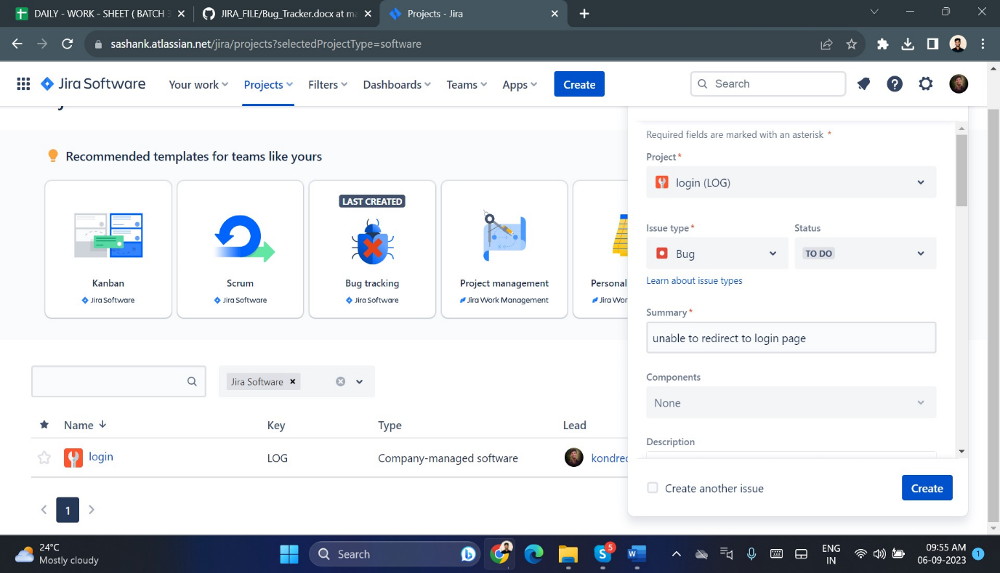 DAILY - WORK - SHEET ( BATCH 3
JIRA_FILE/Bug_Tracker.docx at ma
Projects - Jira
sashank.atlassian.net/jira/projects?selectedProjectType=software
Jira Software
Your work
Projects
Filters
Dashboards
Teams
Apps
Create
Search
Recommended templates for teams like yours
LAST CREATED
Kanban
Jira Software
Scrum
Jira Software
Bug tracking
Jira Software
Project management
Jira Work Management
Personal
Jira Wor
Jira Software
Name
Key
Type
Lead
login
LOG
Company-managed software
kondred
1
Required fields are marked with an asterisk *
Project *
login (LOG)
Issue type *
Status
Bug
TO DO
Learn about issue types
Summary *
unable to redirect to login page
Components
None
Description
Create another issue
Create
24°C
Mostly cloudy
Search
5
ENG
IN
09:55 AM
06-09-2023
1